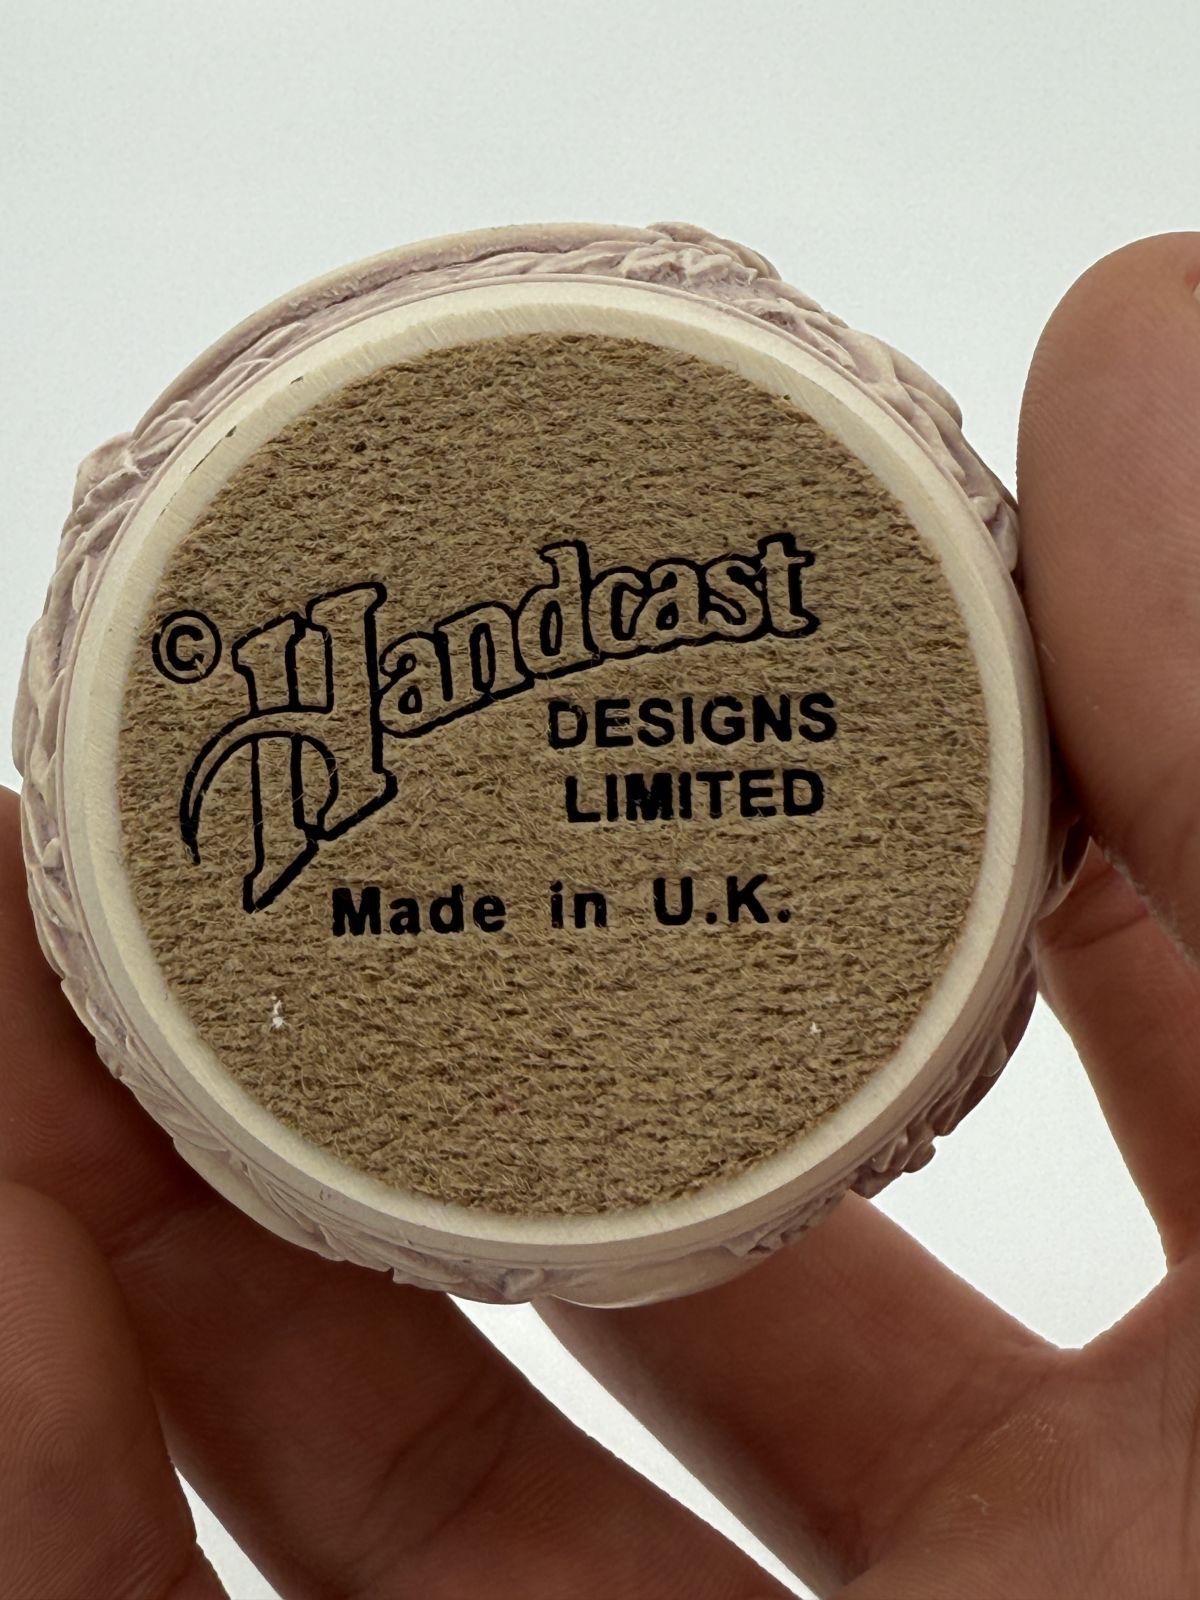 © Handcast
DESIGNS
LIMITED
Made in U.K.